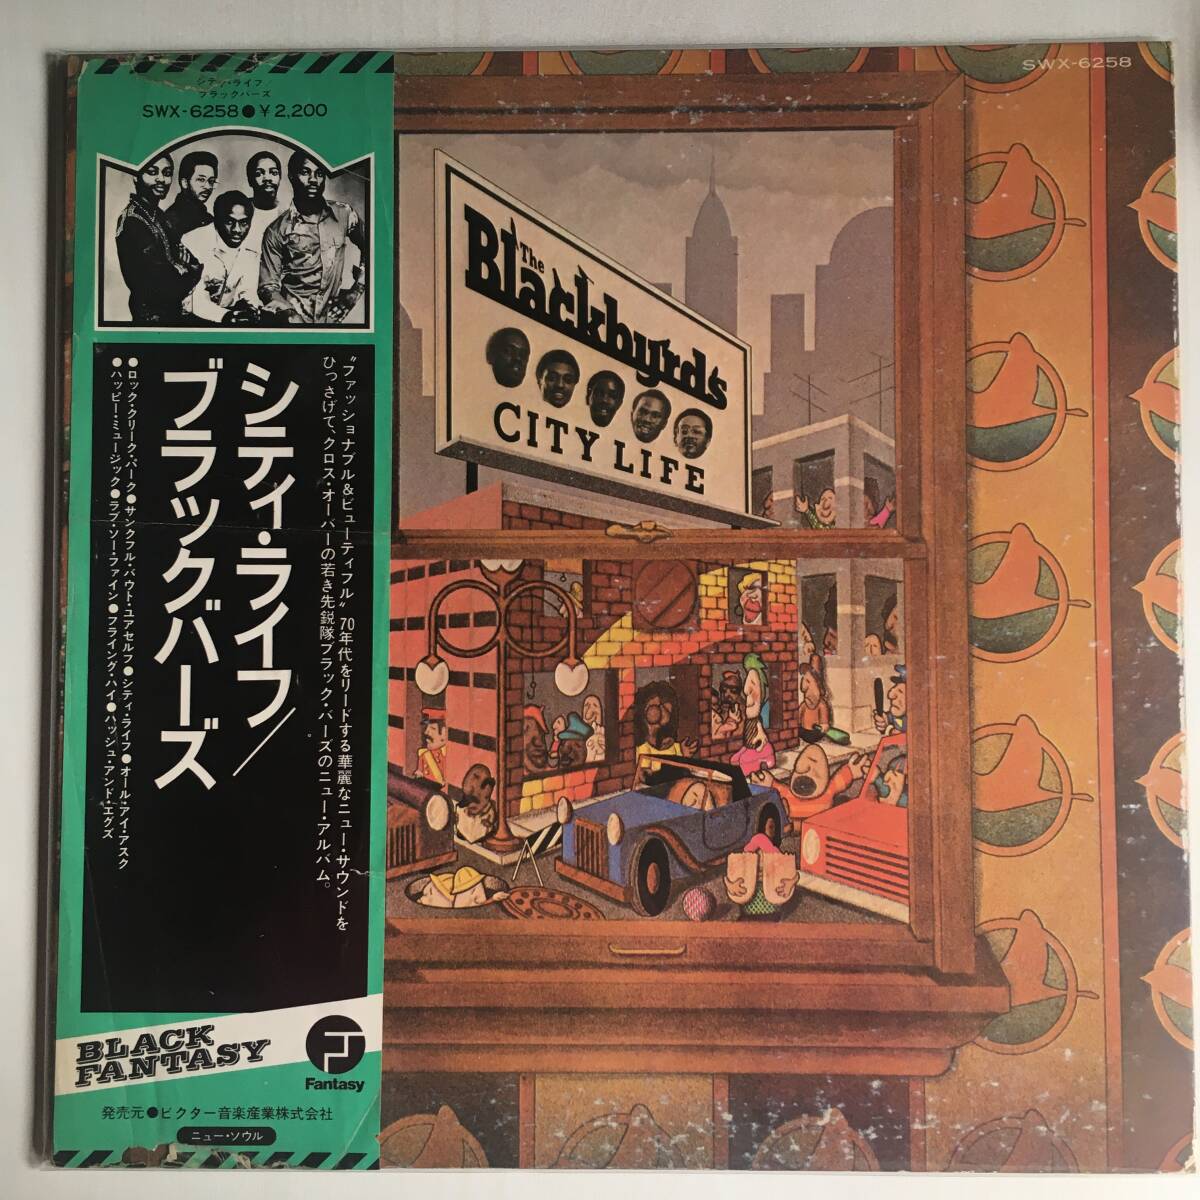 シティ・ライフ/
ブラックバーズ
SWX-6258●¥2,200
シティ・ライフ/
ブラックバーズ
"ファッショナブル&ビューティフル" 70年代をリードする華麗なニュー・サウンドを
ひっさげて、クロス・オーバーの若き先鋭隊ブラック・バーズのニュー・アルバム。
●ロック・クリーク・パーク●サンクフル・バウト・ユアセルフ●シティ・ライフ●オール・アイ・アスク
●ハッピー・ミュージック●ラブ・ソー・ファイン●フライング・ハイ●ハッシュ・アンド・エグズ
BLACK
FANTASY
Fantasy
発売元●ビクター音楽産業株式会社
ニュー・ソウル
SWX-6258
The
Blackbyrds
CITY LIFE